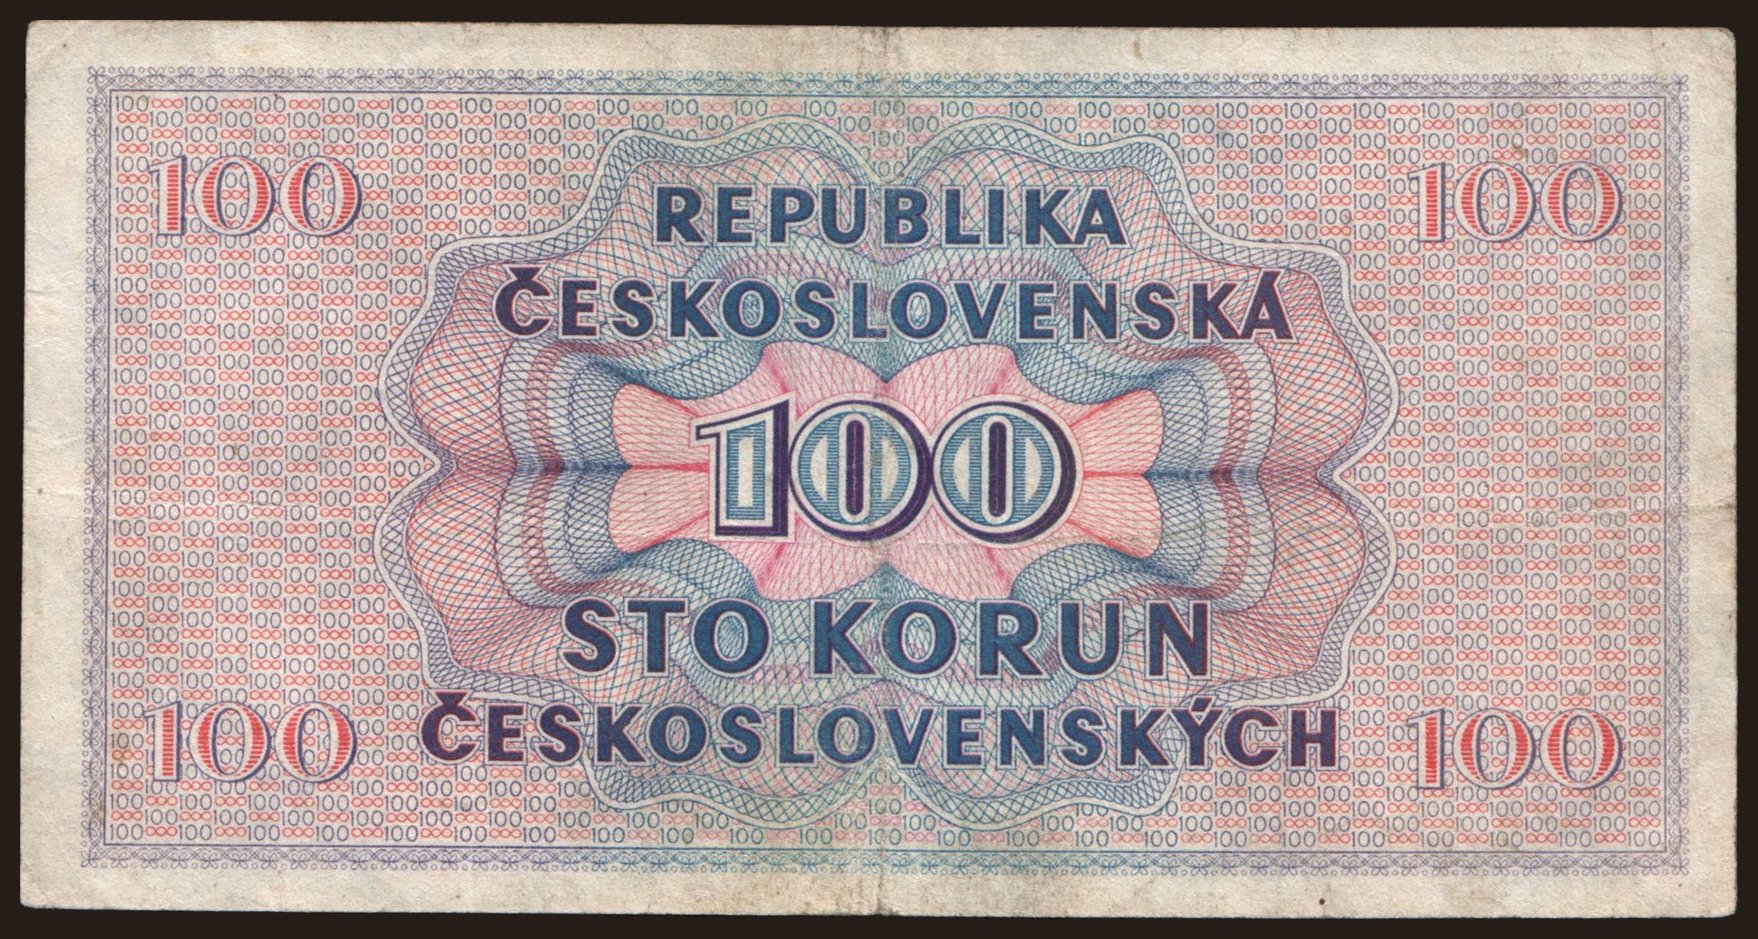 100 100
REPUBLIKA
ČESKOSLOVENSKÁ
100
STO KORUN
ČESKOSLOVENSKÝCH
100 100